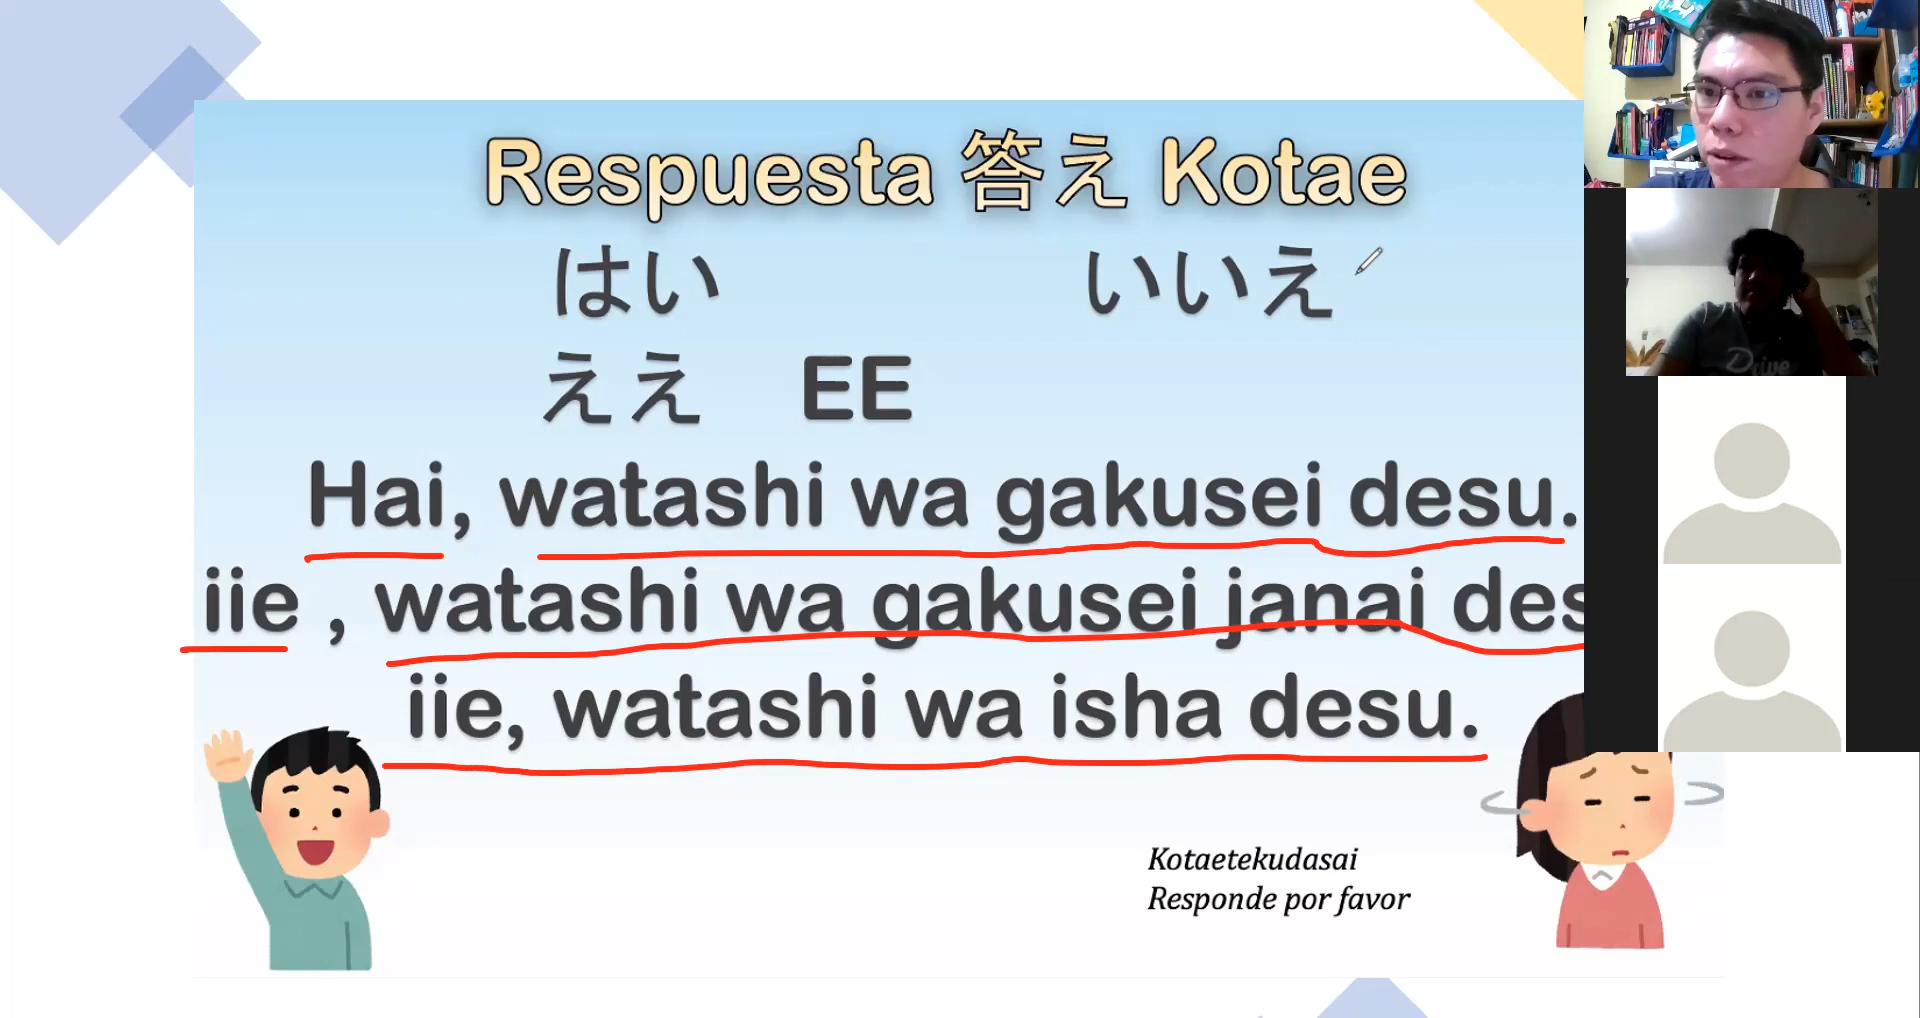 Respuesta 答え Kotae
はい いいえ
ええ EE
Hai, watashi wa gakusei desu.
iie , watashi wa gakusei janai des
iie, watashi wa isha desu.
Kotaetekudasai
Responde por favor
Drive